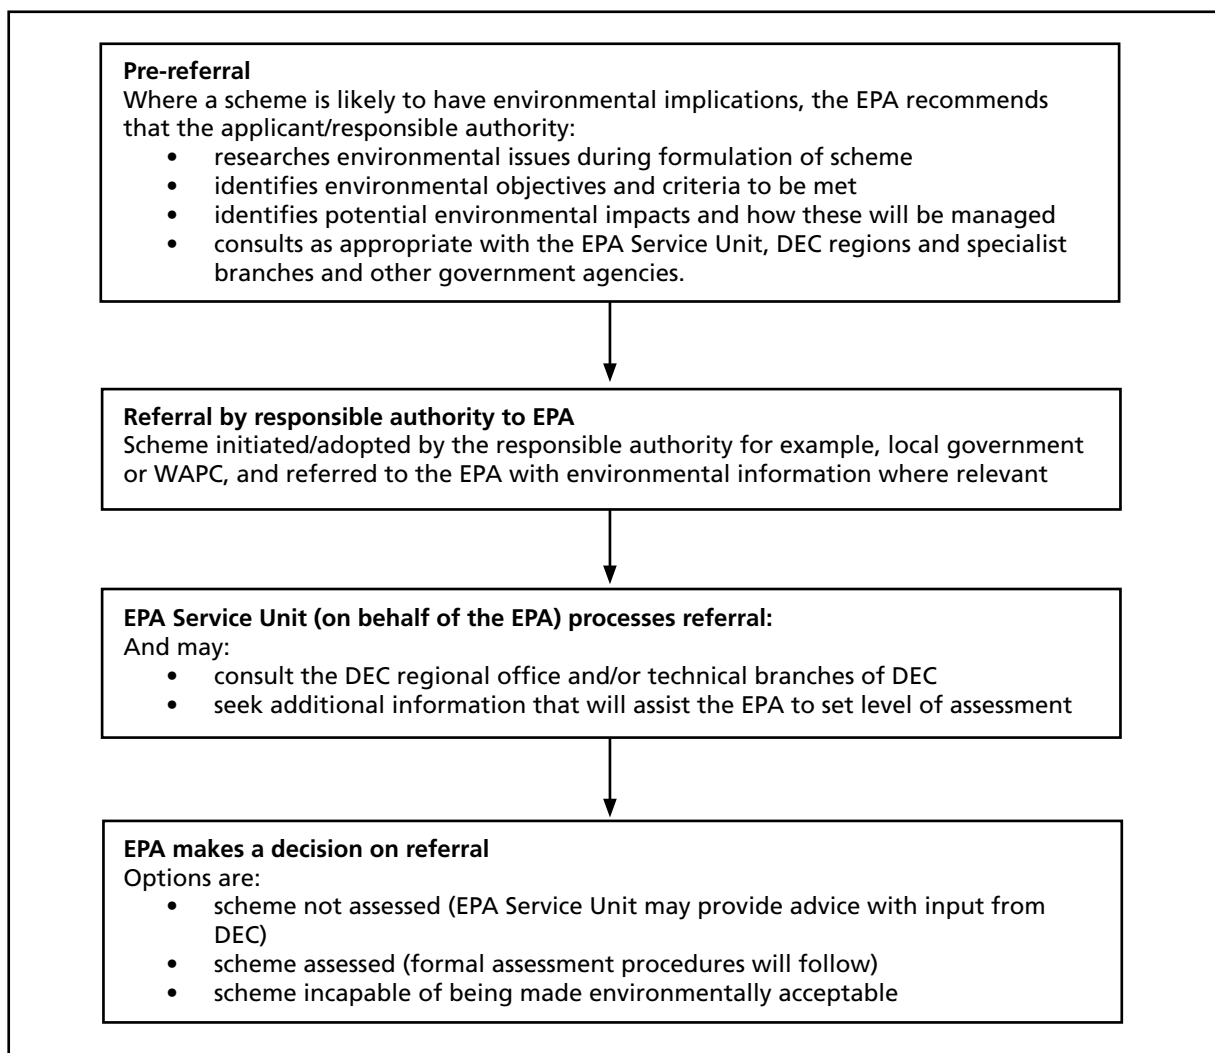 Pre-referral
Where a scheme is likely to have environmental implications, the EPA recommends
that the applicant/responsible authority:
• researches environmental issues during formulation of scheme
• identifies environmental objectives and criteria to be met
• identifies potential environmental impacts and how these will be managed
• consults as appropriate with the EPA Service Unit, DEC regions and specialist
branches and other government agencies.
Referral by responsible authority to EPA
Scheme initiated/adopted by the responsible authority for example, local government
or WAPC, and referred to the EPA with environmental information where relevant
EPA Service Unit (on behalf of the EPA) processes referral:
And may:
• consult the DEC regional office and/or technical branches of DEC
• seek additional information that will assist the EPA to set level of assessment
EPA makes a decision on referral
Options are:
• scheme not assessed (EPA Service Unit may provide advice with input from
DEC)
• scheme assessed (formal assessment procedures will follow)
• scheme incapable of being made environmentally acceptable